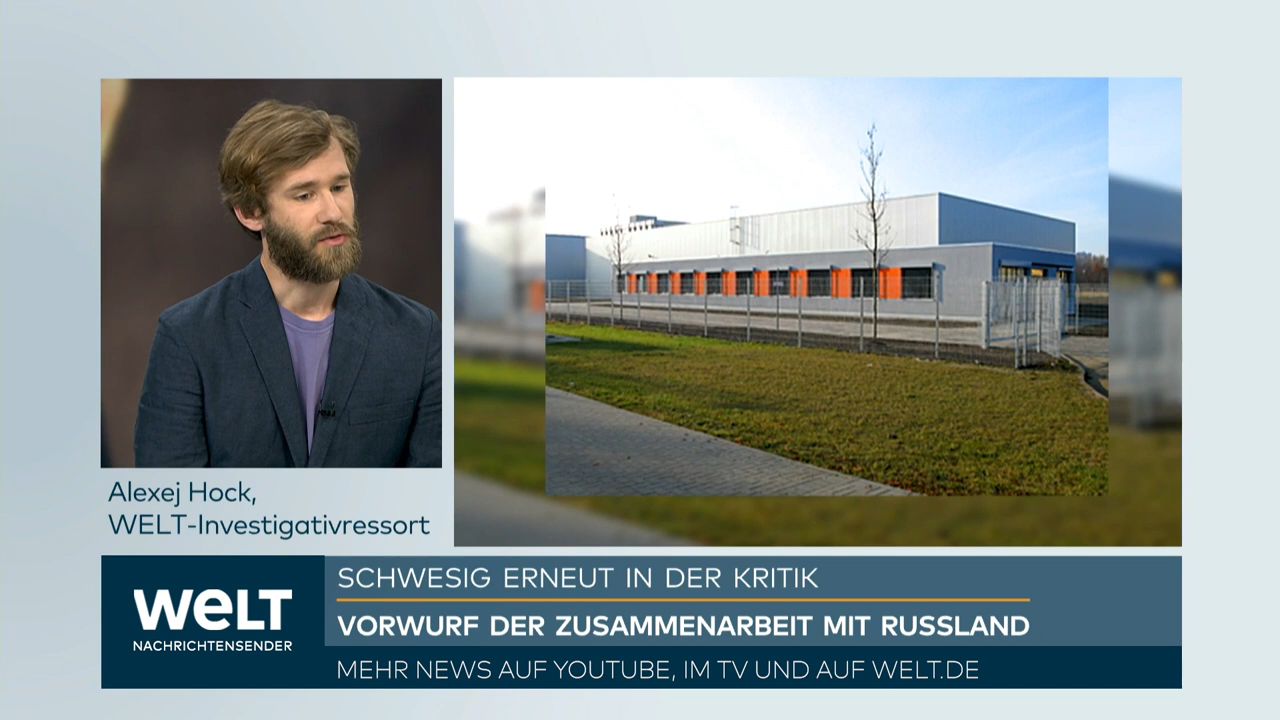 Alexej Hock,
WELT-Investigativressort
WELT
NACHRICHTENSENDER
SCHWESIG ERNEUT IN DER KRITIK
VORWURF DER ZUSAMMENARBEIT MIT RUSSLAND
MEHR NEWS AUF YOUTUBE, IM TV UND AUF WELT.DE